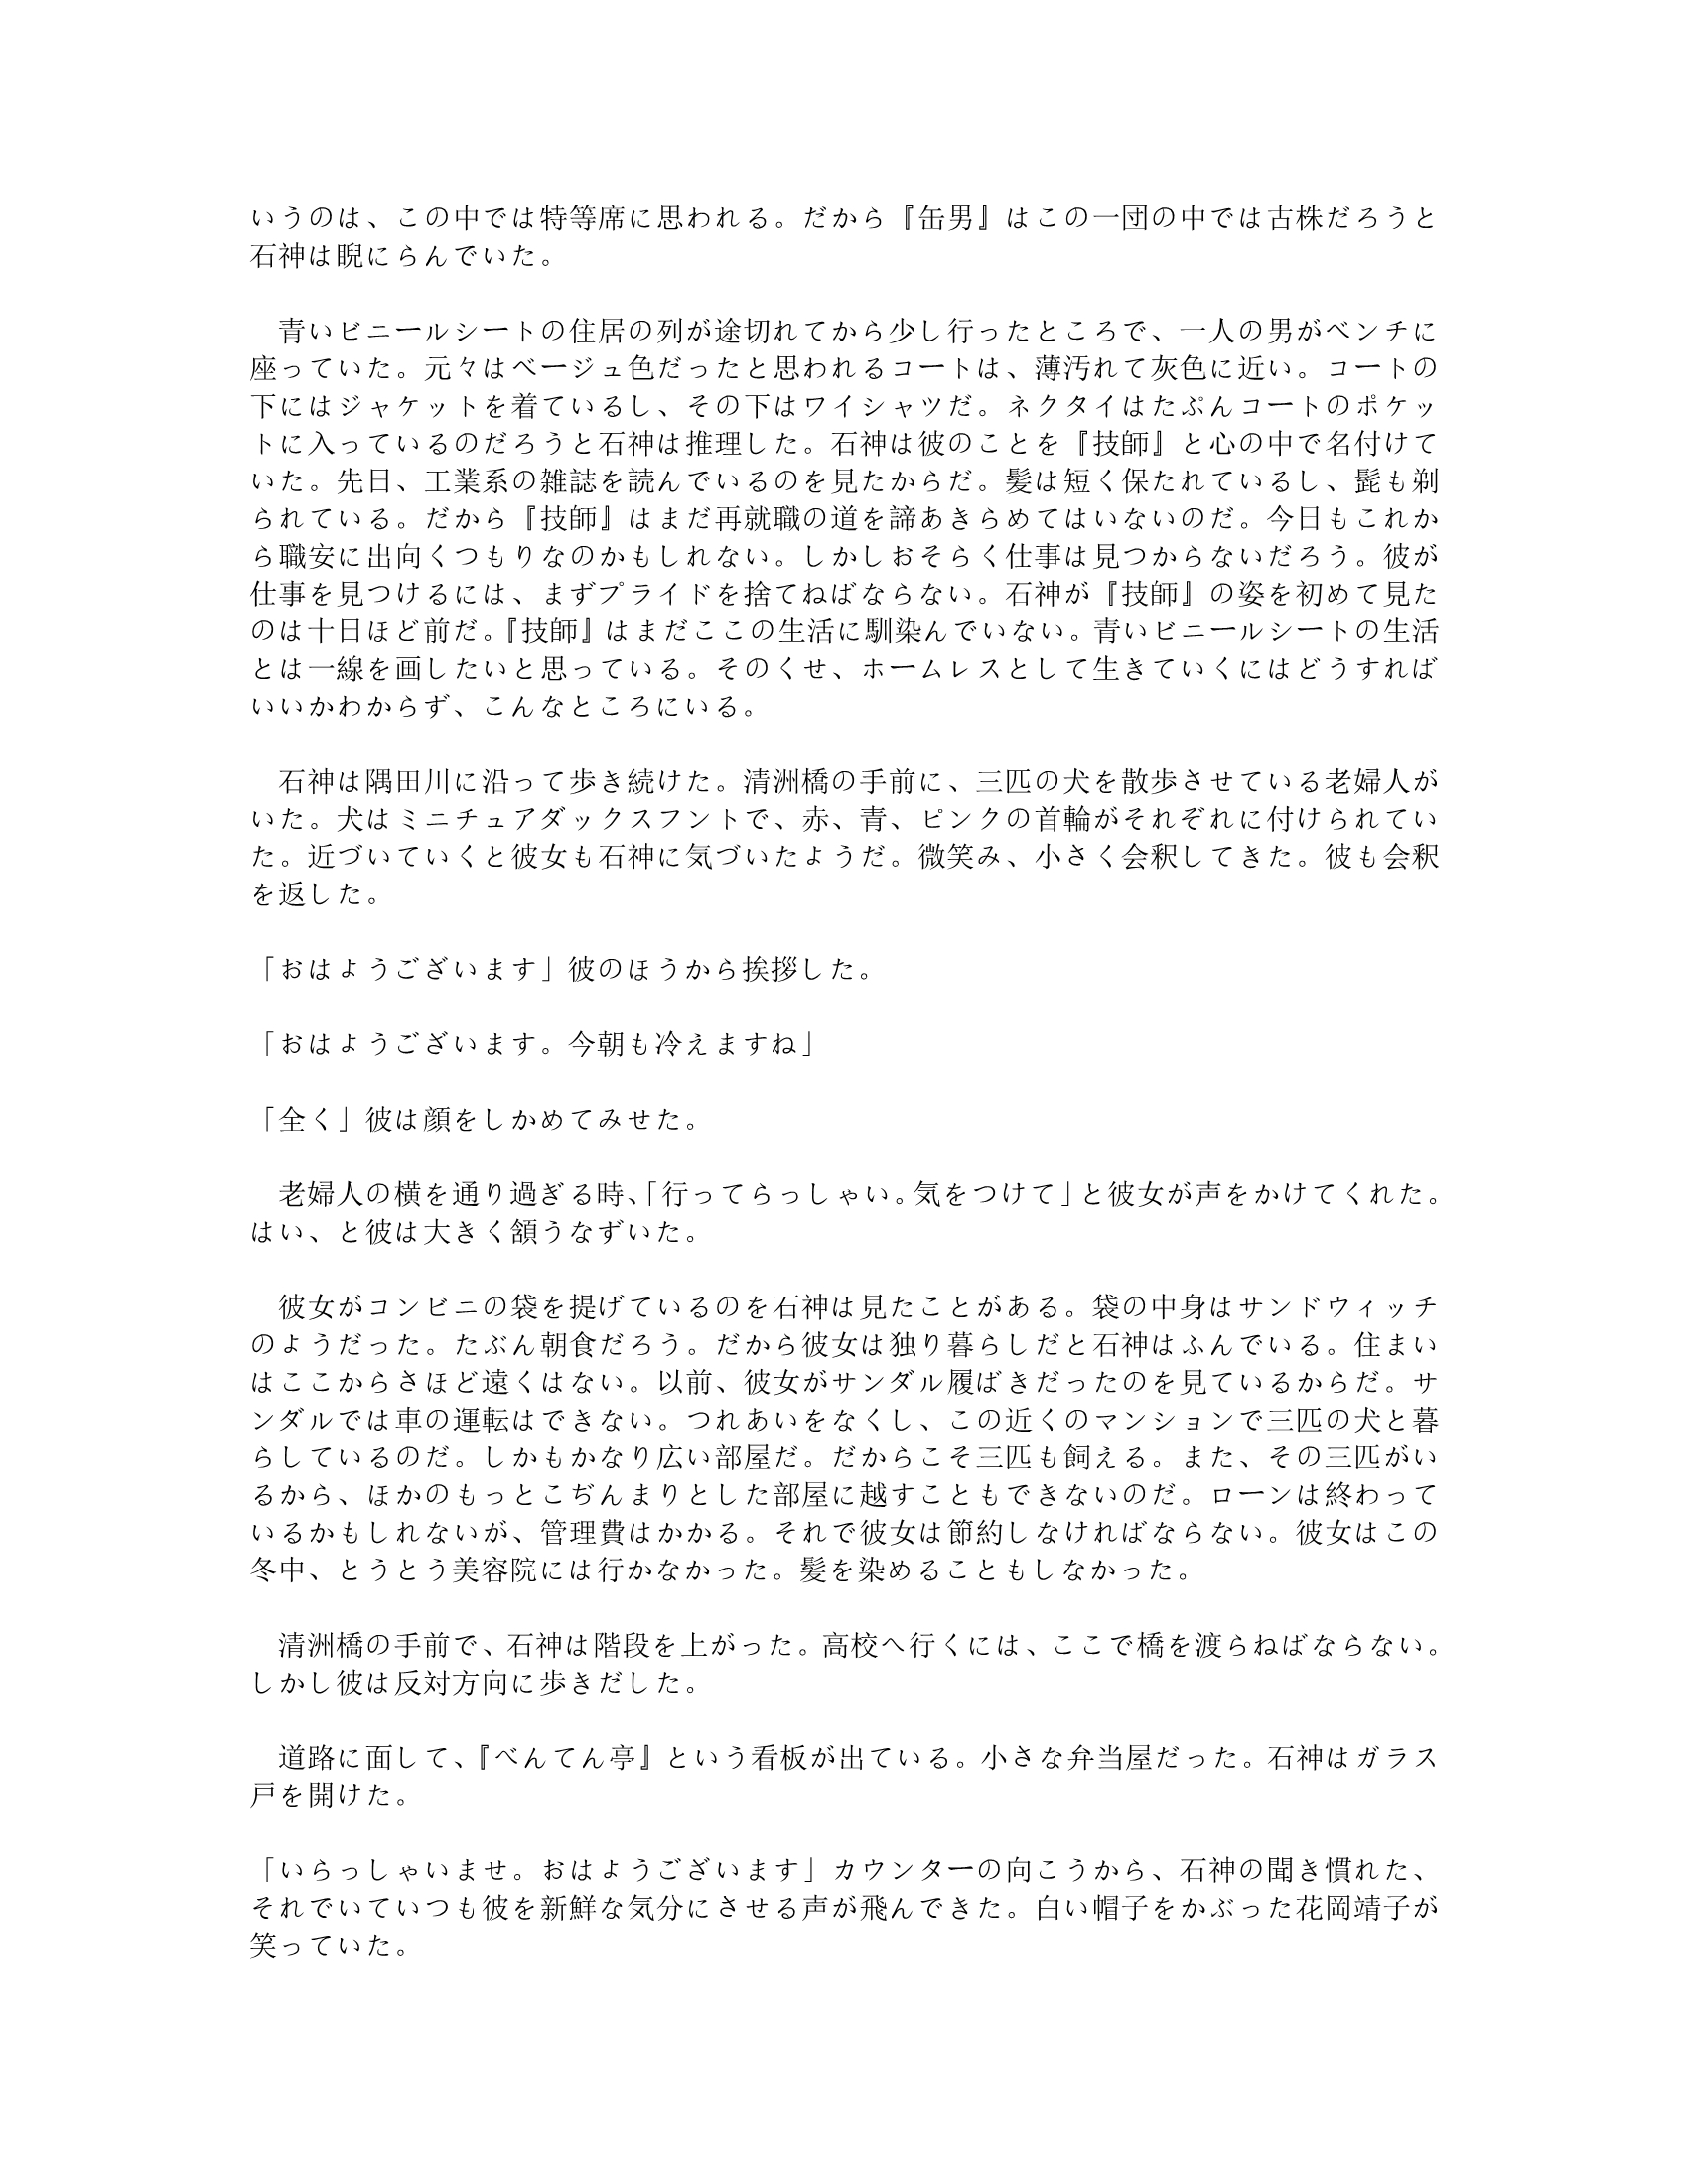 いうのは、この中では特等席に思われる。だから『缶男』はこの一団の中では古株だろうと
石神は睨にらんでいた。
　青いビニールシートの住居の列が途切れてから少し行ったところで、一人の男がベンチに
座っていた。元々はベージュ色だったと思われるコートは、薄汚れて灰色に近い。コートの
下にはジャケットを着ているし、その下はワイシャツだ。ネクタイはたぷんコートのポケッ
トに入っているのだろうと石神は推理した。石神は彼のことを『技師』と心の中で名付けて
いた。先日、工業系の雑誌を読んでいるのを見たからだ。髪は短く保たれているし、髭も剃
られている。だから『技師』はまだ再就職の道を諦あきらめてはいないのだ。今日もこれか
ら職安に出向くつもりなのかもしれない。しかしおそらく仕事は見つからないだろう。彼が
仕事を見つけるには、まずプライドを捨てねばならない。石神が『技師』の姿を初めて見た
のは十日ほど前だ。『技師』はまだここの生活に馴染んでいない。青いビニールシートの生活
とは一線を画したいと思っている。そのくせ、ホームレスとして生きていくにはどうすれば
いいかわからず、こんなところにいる。
　石神は隅田川に沿って歩き続けた。清洲橋の手前に、三匹の犬を散歩させている老婦人が
いた。犬はミニチュアダックスフントで、赤、青、ピンクの首輪がそれぞれに付けられてい
た。近づいていくと彼女も石神に気づいたようだ。微笑み、小さく会釈してきた。彼も会釈
を返した。
「おはようございます」彼のほうから挨拶した。
「おはようございます。今朝も冷えますね」
「全く」彼は顔をしかめてみせた。
　老婦人の横を通り過ぎる時、「行ってらっしゃい。気をつけて」と彼女が声をかけてくれた。
はい、と彼は大きく頷うなずいた。
　彼女がコンビニの袋を提げているのを石神は見たことがある。袋の中身はサンドウィッチ
のようだった。たぶん朝食だろう。だから彼女は独り暮らしだと石神はふんでいる。住まい
はここからさほど遠くはない。以前、彼女がサンダル履ばきだったのを見ているからだ。サ
ンダルでは車の運転はできない。つれあいをなくし、この近くのマンションで三匹の犬と暮
らしているのだ。しかもかなり広い部屋だ。だからこそ三匹も飼える。また、その三匹がい
るから、ほかのもっとこぢんまりとした部屋に越すこともできないのだ。ローンは終わって
いるかもしれないが、管理費はかかる。それで彼女は節約しなければならない。彼女はこの
冬中、とうとう美容院には行かなかった。髪を染めることもしなかった。
　清洲橋の手前で、石神は階段を上がった。高校へ行くには、ここで橋を渡らねばならない。
しかし彼は反対方向に歩きだした。
　道路に面して、『べんてん亭』という看板が出ている。小さな弁当屋だった。石神はガラス
戸を開けた。
「いらっしゃいませ。おはようございます」カウンターの向こうから、石神の聞き慣れた、
それでいていつも彼を新鮮な気分にさせる声が飛んできた。白い帽子をかぶった花岡靖子が
笑っていた。